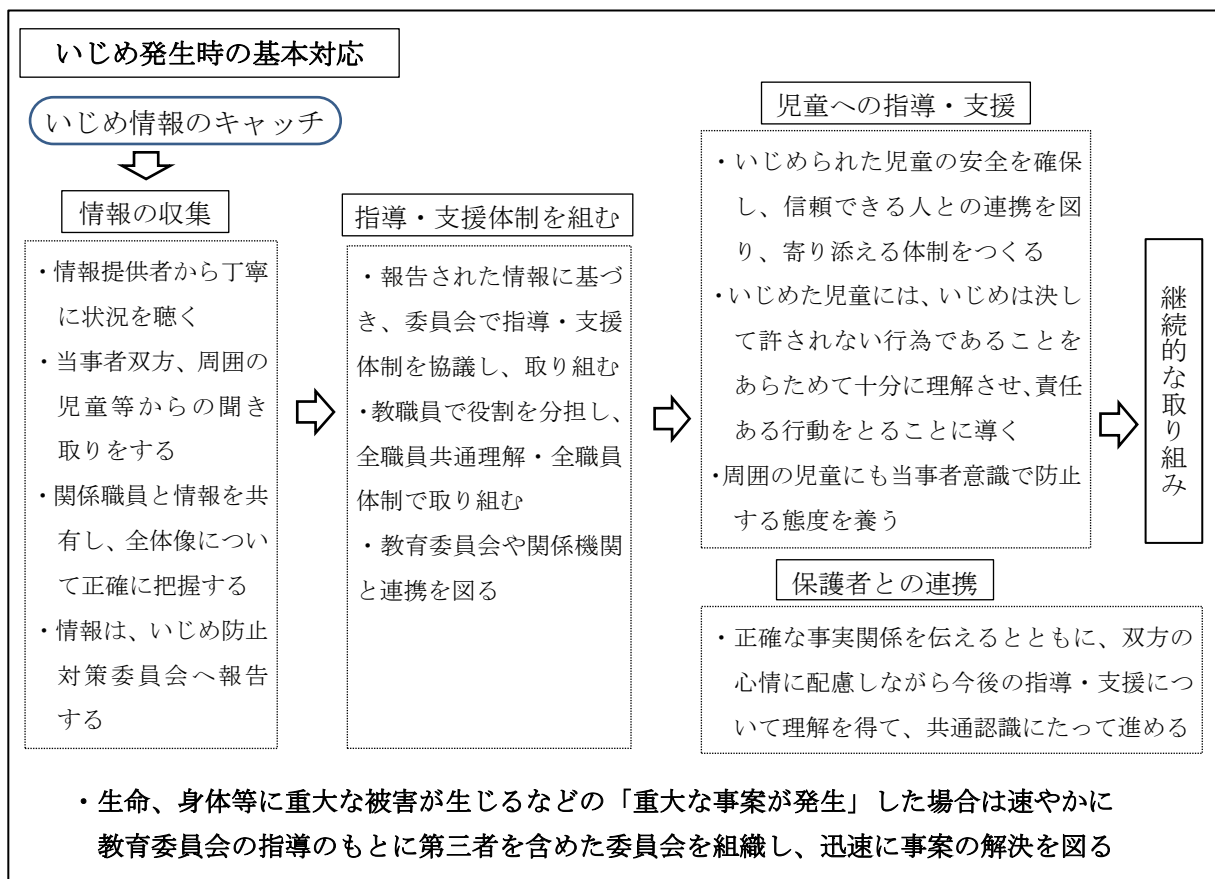 いじめ発生時の基本対応
いじめ情報のキャッチ
情報の収集
・情報提供者から丁寧
に状況を聴く
・当事者双方、周囲の
児童等からの聞き
取りをする
・関係職員と情報を共
有し、全体像につい
て正確に把握する
・情報は、いじめ防止
対策委員会へ報告
する
指導・支援体制を組む
・報告された情報に基づ
き、委員会で指導・支援
体制を協議し、取り組む
・教職員で役割を分担し、
全職員共通理解・全職員
体制で取り組む
・教育委員会や関係機関
と連携を図る
児童への指導・支援
・いじめられた児童の安全を確保
し、信頼できる人との連携を図
り、寄り添える体制をつくる
・いじめた児童には、いじめは決し
て許されない行為であることを
あらためて十分に理解させ、責任
ある行動をとることに導く
・周囲の児童にも当事者意識で防止
する態度を養う
保護者との連携
・正確な事実関係を伝えるとともに、双方の
心情に配慮しながら今後の指導・支援につ
いて理解を得て、共通認識にたって進める
継続的な取り組み
・生命、身体等に重大な被害が生じるなどの「重大な事案が発生」した場合は速やかに
教育委員会の指導のもとに第三者を含めた委員会を組織し、迅速に事案の解決を図る